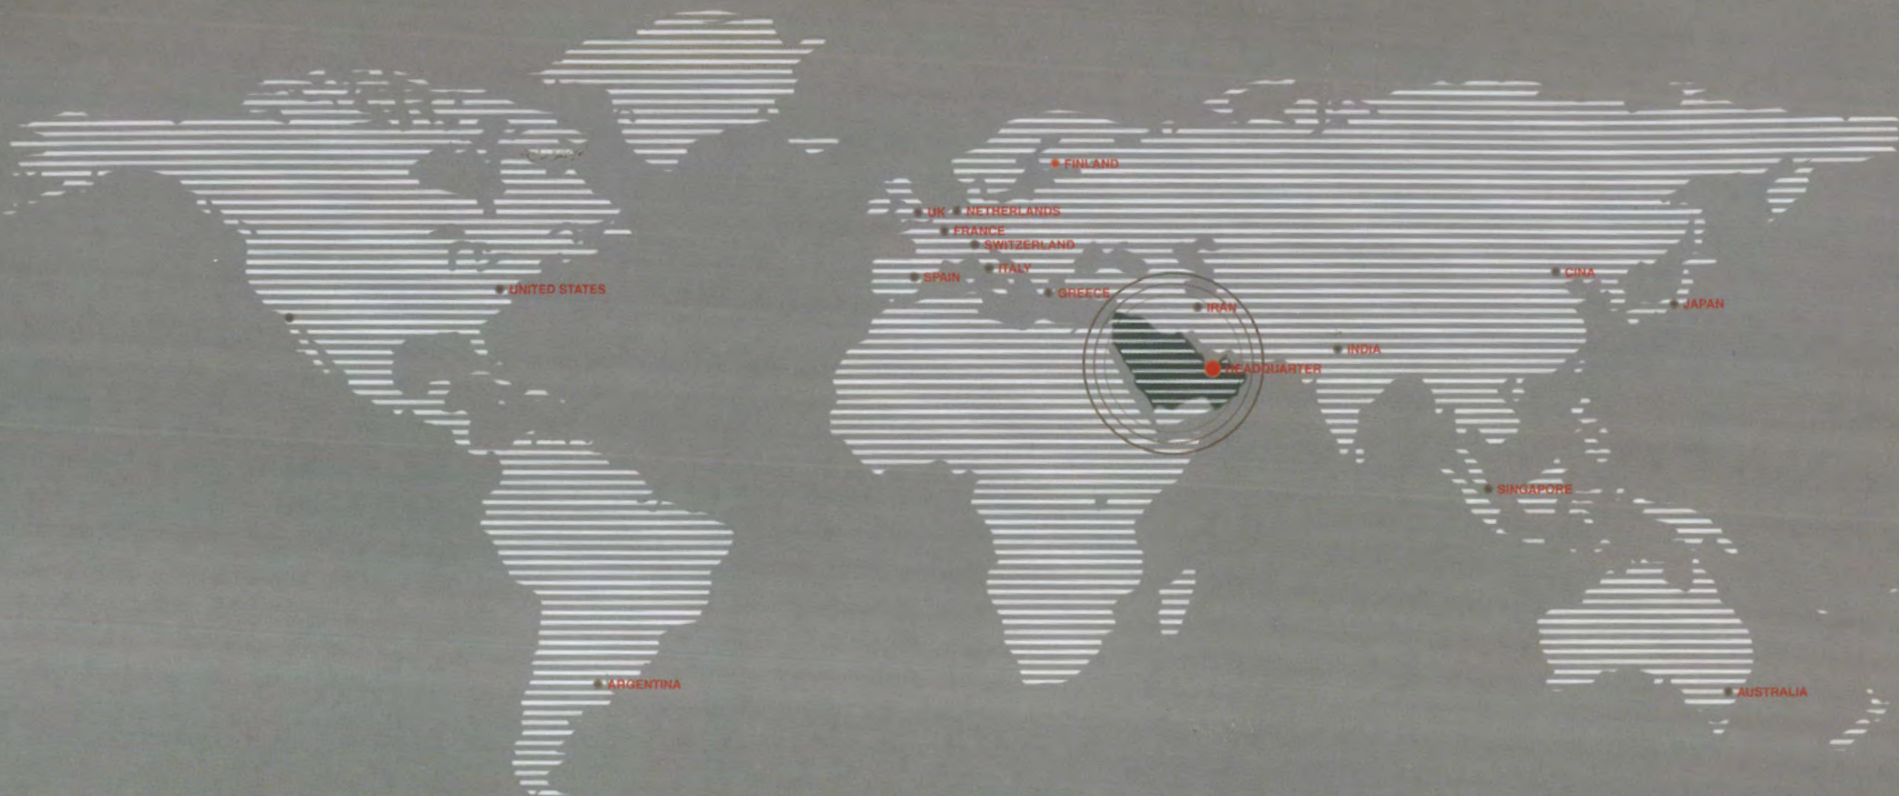 FINLAND
UK
NETHERLANDS
FRANCE
SWITZERLAND
ITALY
SPAIN
CINA
UNITED STATES
GREECE
JAPAN
IRAN
INDIA
HEADQUARTER
SINGAPORE
ARGENTINA
AUSTRALIA